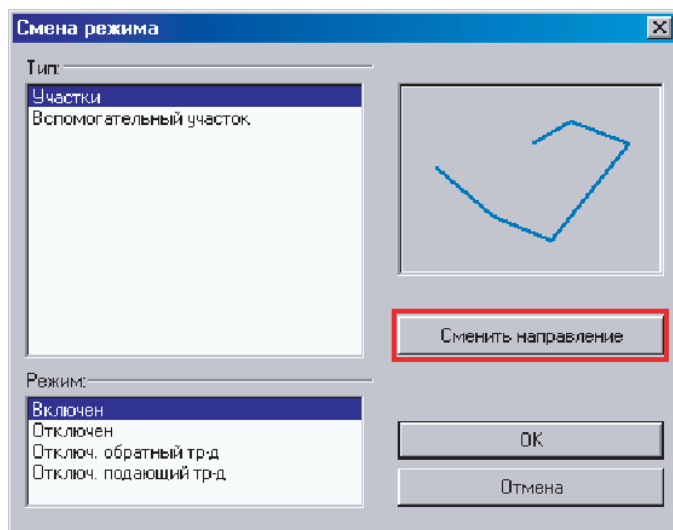 Смена режима
Тип:
Участки
Вспомогательный участок
Сменить направление
Режим:
Включен
Отключен
Отключ. обратный тр-д
Отключ. подающий тр-д
OK
Отмена